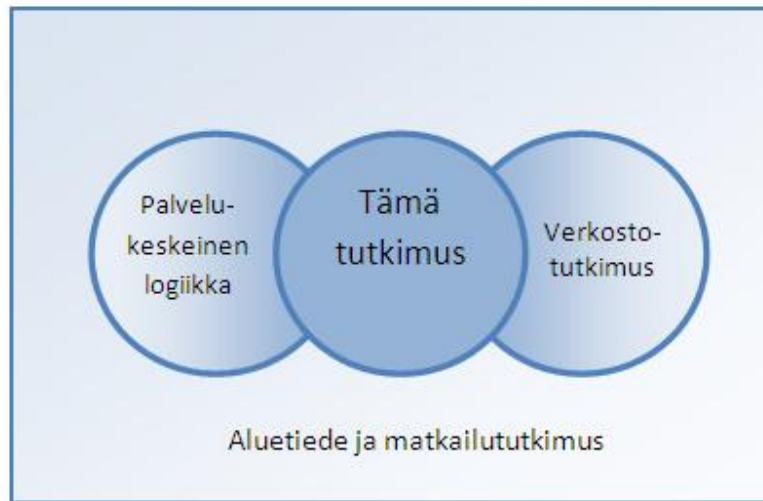 Palvelu-
keskeinen
logiikka
Tämä
tutkimus
Verkosto-
tutkimus
Aluetiede ja matkailututkimus